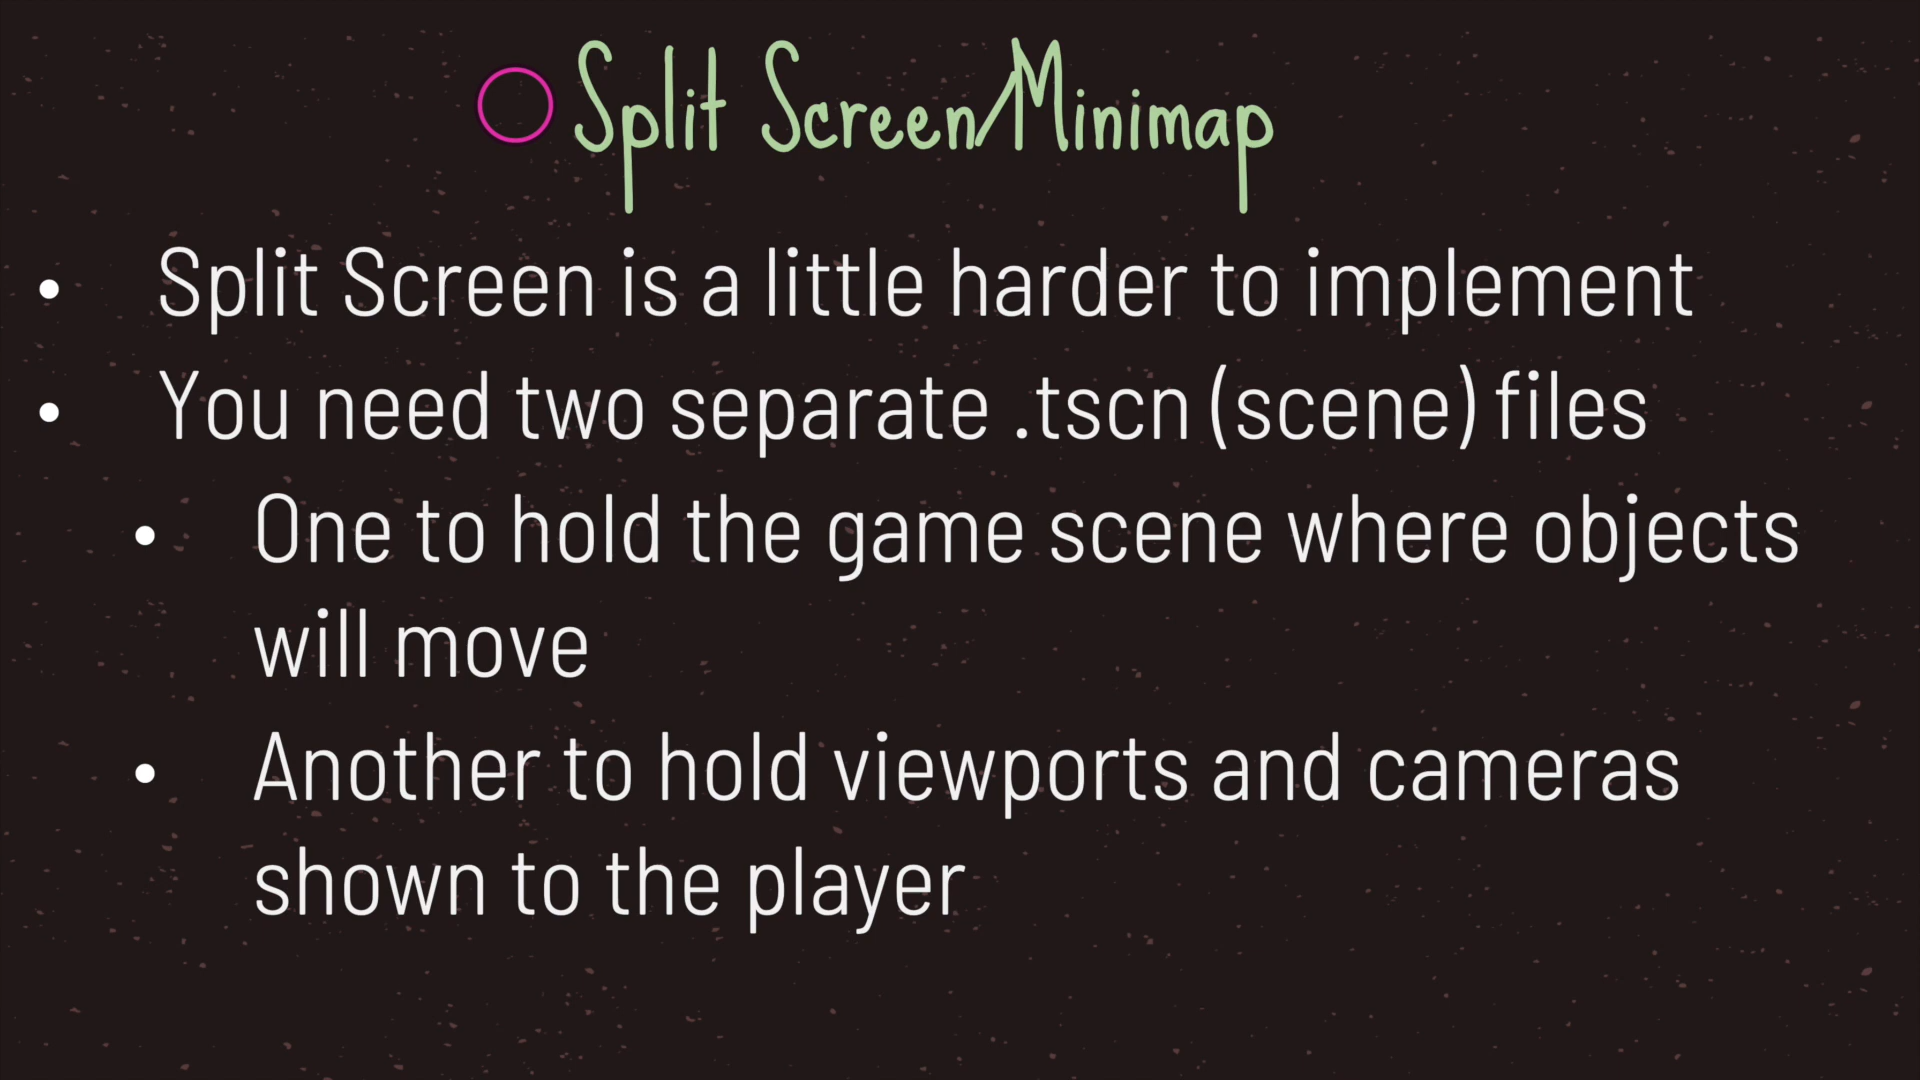 Split Screen/Minimap
• Split Screen is a little harder to implement
• You need two separate .tscn (scene) files
• One to hold the game scene where objects
will move
• Another to hold viewports and cameras
shown to the player